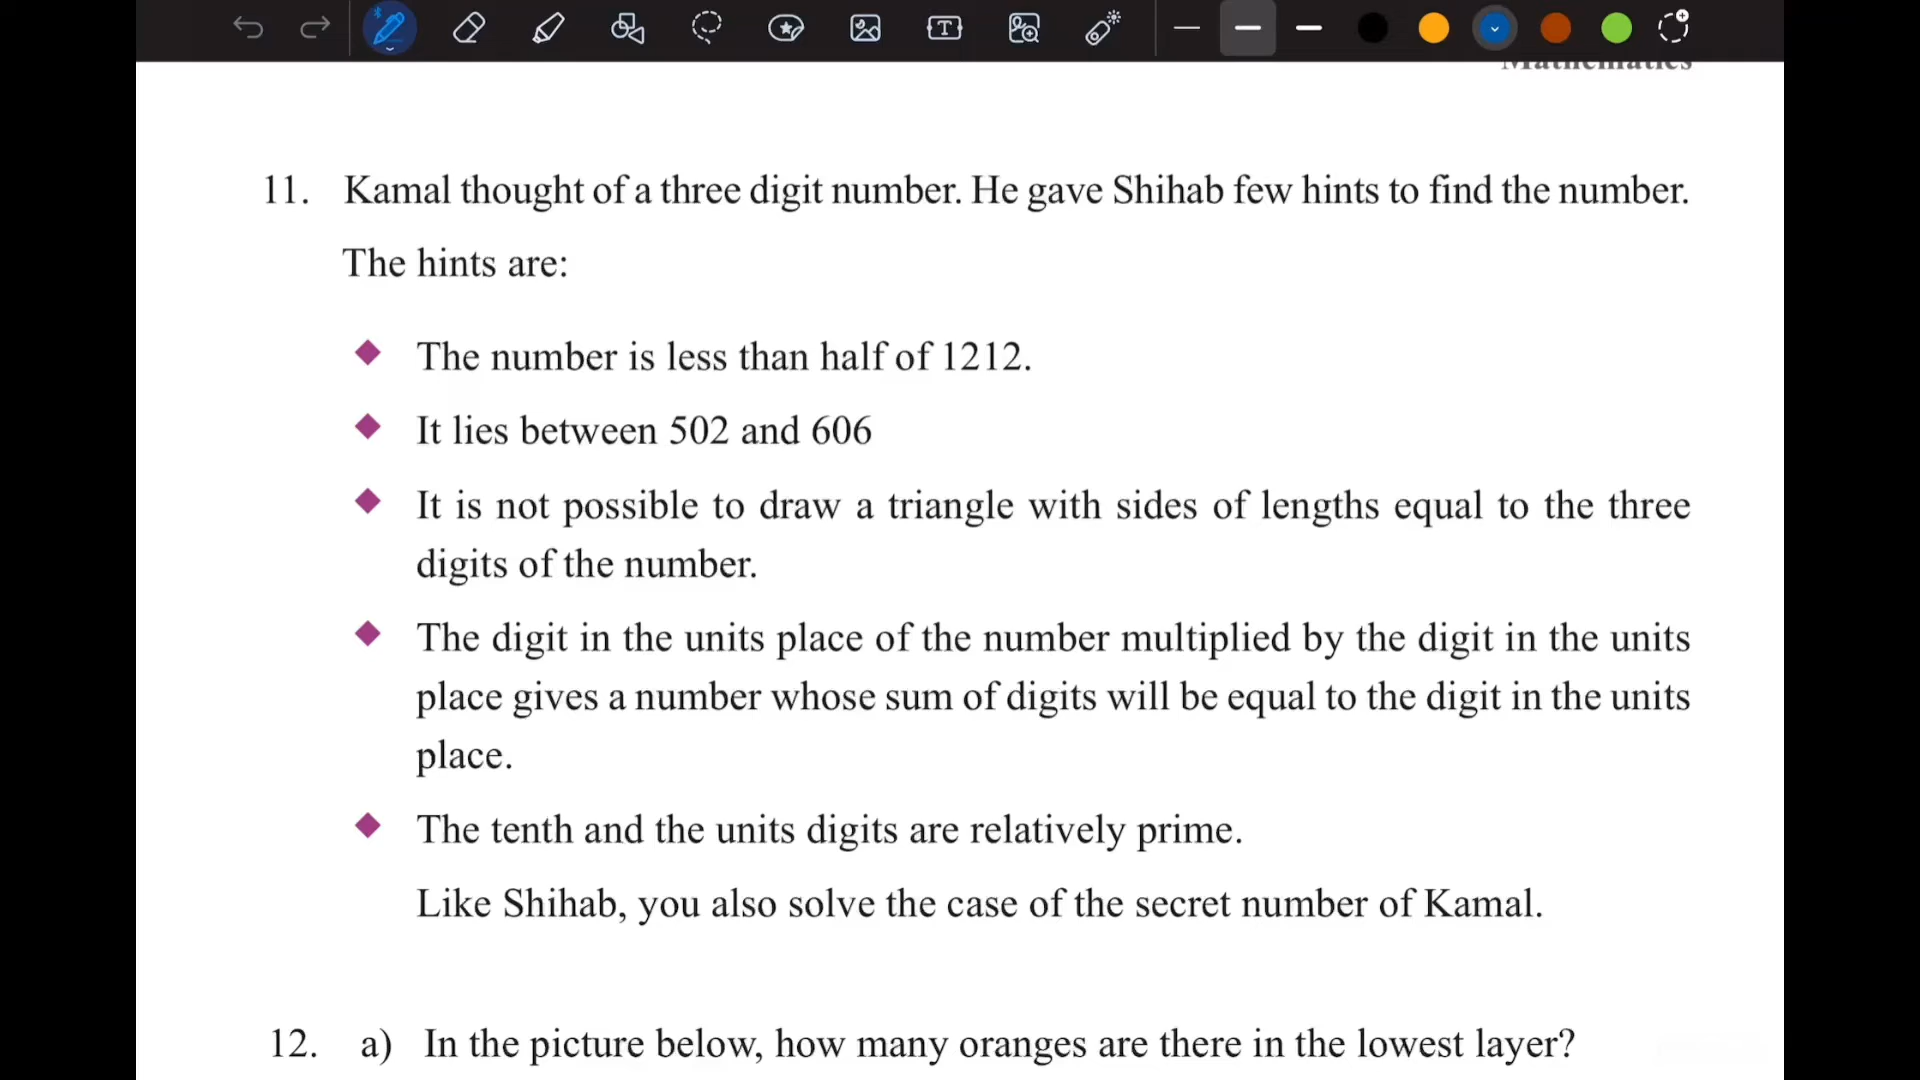 Mathematics
11. Kamal thought of a three digit number. He gave Shihab few hints to find the number.
The hints are:
◆ The number is less than half of 1212.
◆ It lies between 502 and 606
◆ It is not possible to draw a triangle with sides of lengths equal to the three
digits of the number.
◆ The digit in the units place of the number multiplied by the digit in the units
place gives a number whose sum of digits will be equal to the digit in the units
place.
◆ The tenth and the units digits are relatively prime.
Like Shihab, you also solve the case of the secret number of Kamal.
12. a) In the picture below, how many oranges are there in the lowest layer?